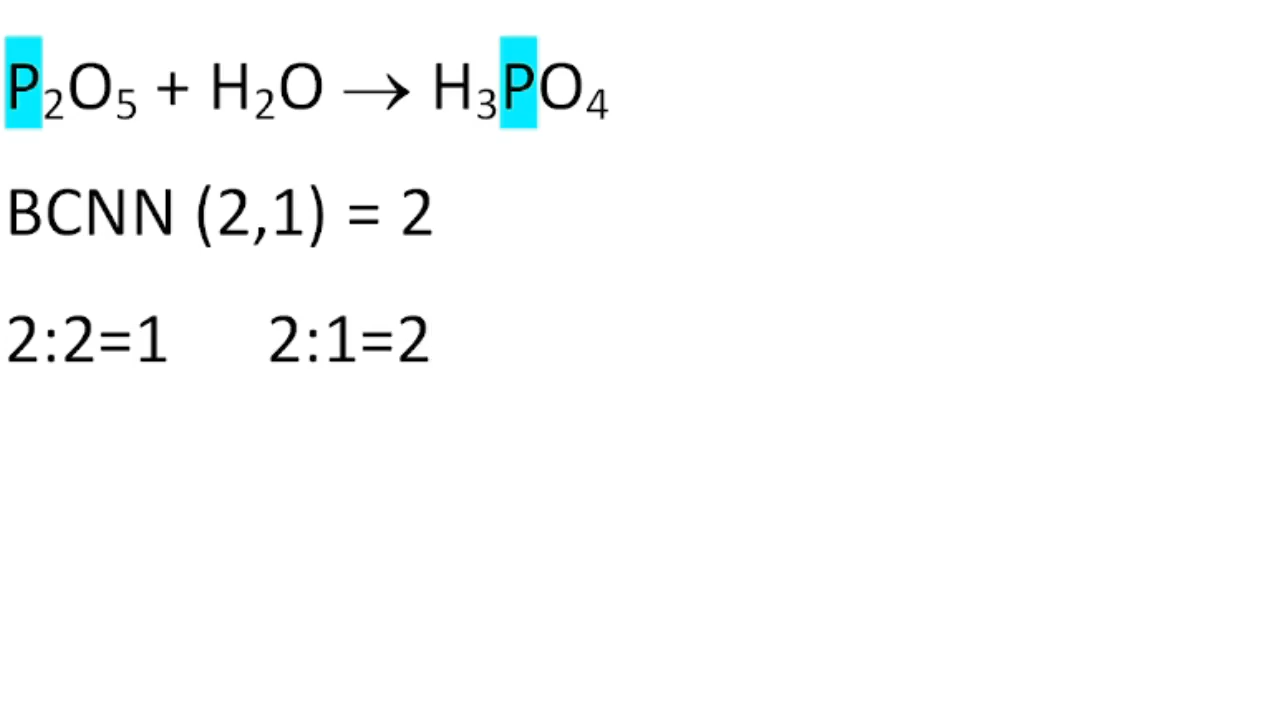 P₂O₅ + H₂O → H₃PO₄
BCNN (2,1) = 2
2:2=1 2:1=2